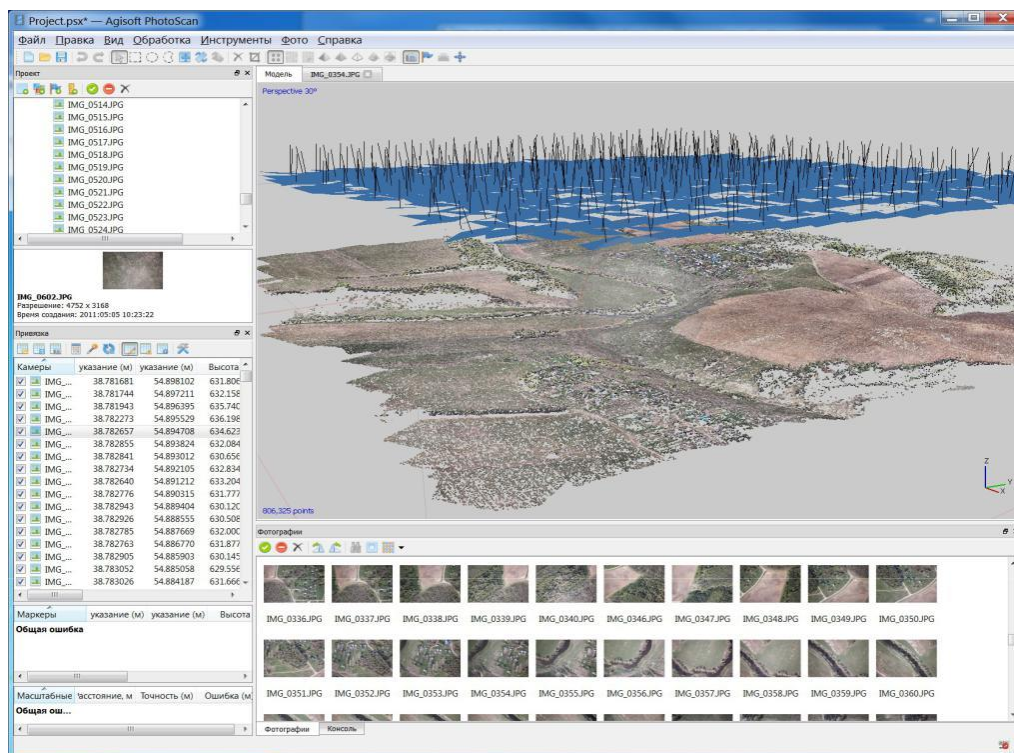 Project.psx* — Agisoft PhotoScan
Файл Правка Вид Обработка Инструменты Фото Справка
Проект
Модель IMG_0354.JPG
Perspective 30°
IMG_0514.JPG
IMG_0515.JPG
IMG_0516.JPG
IMG_0517.JPG
IMG_0518.JPG
IMG_0519.JPG
IMG_0520.JPG
IMG_0521.JPG
IMG_0522.JPG
IMG_0523.JPG
IMG_0524.JPG
IMG_0602.JPG
Разрешение: 4752 x 3168
Время создания: 2011:05:05 10:23:22
Привязка
Камеры указание (м) указание (м) Высота
IMG_... 38.781681 54.898102 631.806
IMG_... 38.781744 54.897211 632.158
IMG_... 38.781943 54.896395 635.740
IMG_... 38.782273 54.895529 636.198
IMG_... 38.782657 54.894708 634.623
IMG_... 38.782855 54.893824 632.084
IMG_... 38.782841 54.893012 630.656
IMG_... 38.782734 54.892105 632.834
IMG_... 38.782640 54.891212 633.204
IMG_... 38.782776 54.890315 631.777
IMG_... 38.782943 54.889404 630.120
IMG_... 38.782926 54.888555 630.508
IMG_... 38.782785 54.887669 632.000
IMG_... 38.782763 54.886770 631.877
IMG_... 38.782905 54.885903 630.145
IMG_... 38.783052 54.885058 629.556
IMG_... 38.783026 54.884187 631.666
Маркеры указание (м) указание (м) Высота
Общая ошибка
Масштабные Расстояние, м Точность (м) Ошибка (м)
Общая ош...
Z
Y
X
806,325 points
Фотографии
IMG_0336.JPG IMG_0337.JPG IMG_0338.JPG IMG_0339.JPG IMG_0340.JPG IMG_0346.JPG IMG_0347.JPG IMG_0348.JPG IMG_0349.JPG IMG_0350.JPG
IMG_0351.JPG IMG_0352.JPG IMG_0353.JPG IMG_0354.JPG IMG_0355.JPG IMG_0356.JPG IMG_0357.JPG IMG_0358.JPG IMG_0359.JPG IMG_0360.JPG
Фотографии Консоль